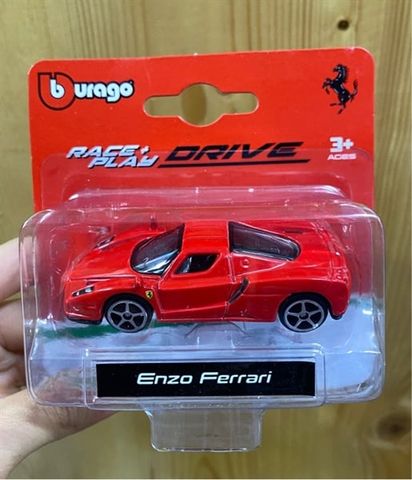 Burago
RACE+ PLAY DRIVE
3+
AGES
Enzo Ferrari